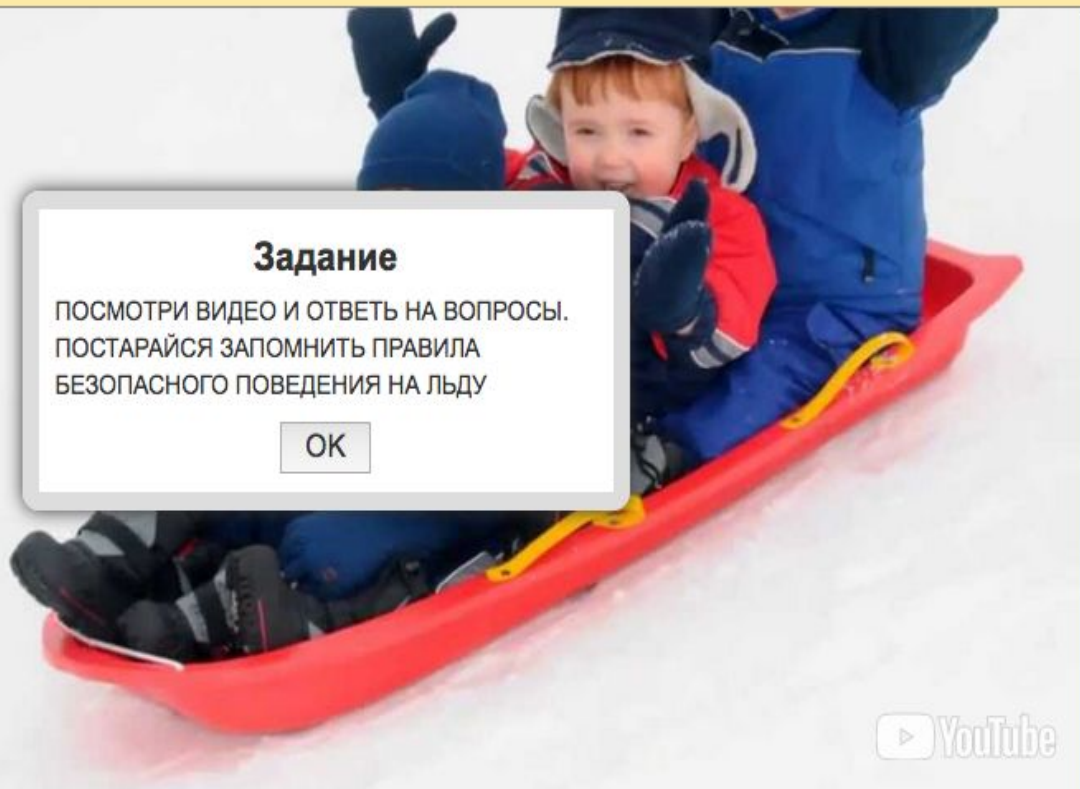 Задание
ПОСМОТРИ ВИДЕО И ОТВЕТЬ НА ВОПРОСЫ.
ПОСТАРАЙСЯ ЗАПОМНИТЬ ПРАВИЛА
БЕЗОПАСНОГО ПОВЕДЕНИЯ НА ЛЬДУ
OK
YouTube